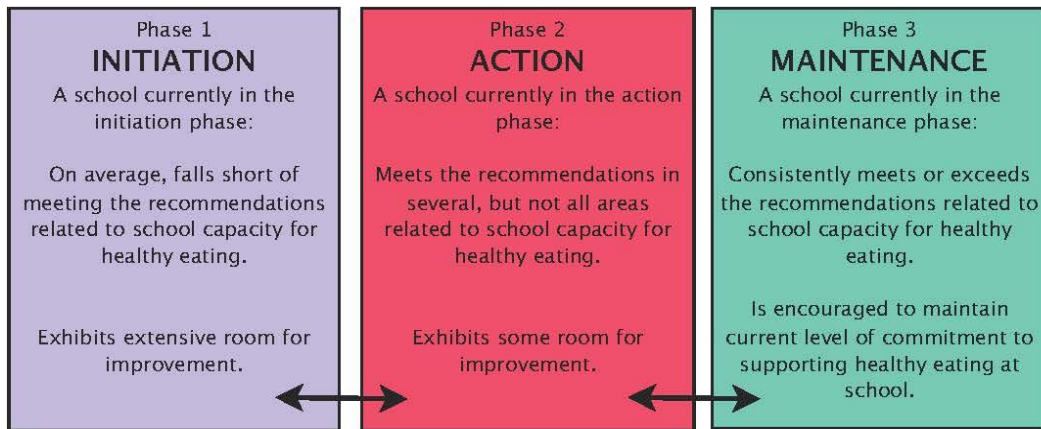 Phase 1
INITIATION
A school currently in the
initiation phase:
On average, falls short of
meeting the recommendations
related to school capacity for
healthy eating.
Exhibits extensive room for
improvement.
Phase 2
ACTION
A school currently in the action
phase:
Meets the recommendations in
several, but not all areas
related to school capacity for
healthy eating.
Exhibits some room for
improvement.
Phase 3
MAINTENANCE
A school currently in the
maintenance phase:
Consistently meets or exceeds
the recommendations related to
school capacity for healthy
eating.
Is encouraged to maintain
current level of commitment to
supporting healthy eating at
school.